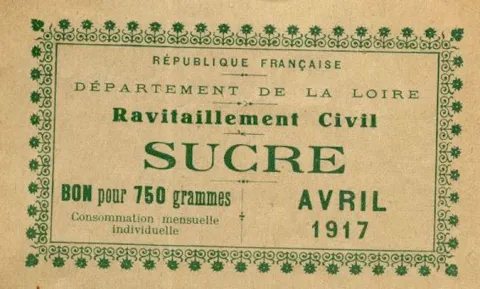 RÉPUBLIQUE FRANÇAISE
DÉPARTEMENT DE LA LOIRE
Ravitaillement Civil
SUCRE
BON pour 750 grammes
Consommation mensuelle
individuelle
AVRIL
1917